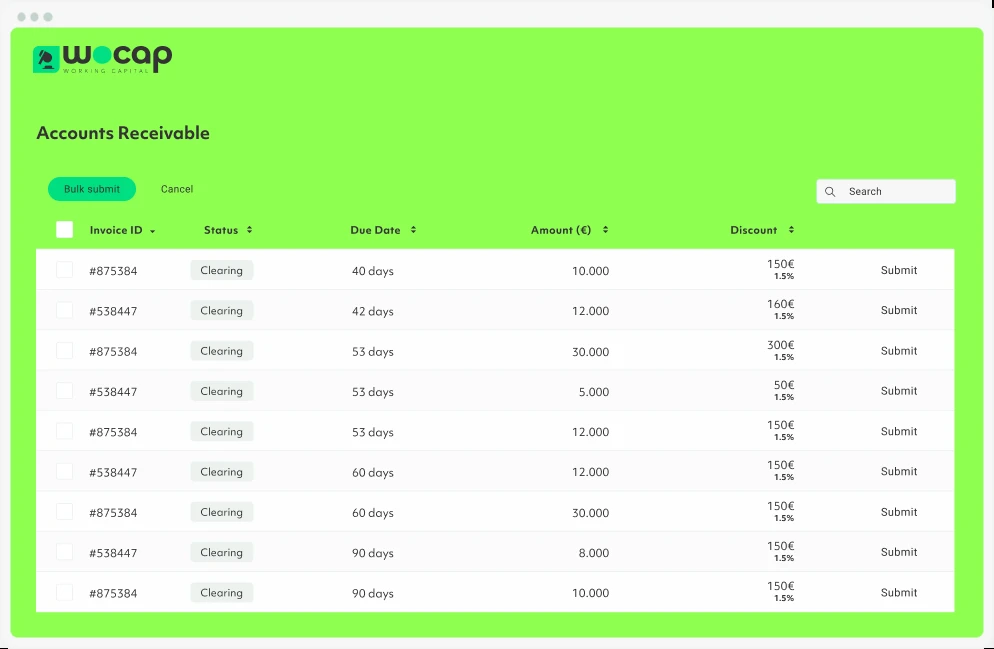 wocap
WORKING CAPITAL
Accounts Receivable
Bulk submit Cancel Search
Invoice ID Status Due Date Amount (€) Discount
#875384 Clearing 40 days 10.000 150€ Submit
1.5%
#538447 Clearing 42 days 12.000 160€ Submit
1.5%
#875384 Clearing 53 days 30.000 300€ Submit
1.5%
#538447 Clearing 53 days 5.000 50€ Submit
1.5%
#875384 Clearing 53 days 12.000 150€ Submit
1.5%
#538447 Clearing 60 days 12.000 150€ Submit
1.5%
#875384 Clearing 60 days 30.000 150€ Submit
1.5%
#538447 Clearing 90 days 8.000 150€ Submit
1.5%
#875384 Clearing 90 days 10.000 150€ Submit
1.5%